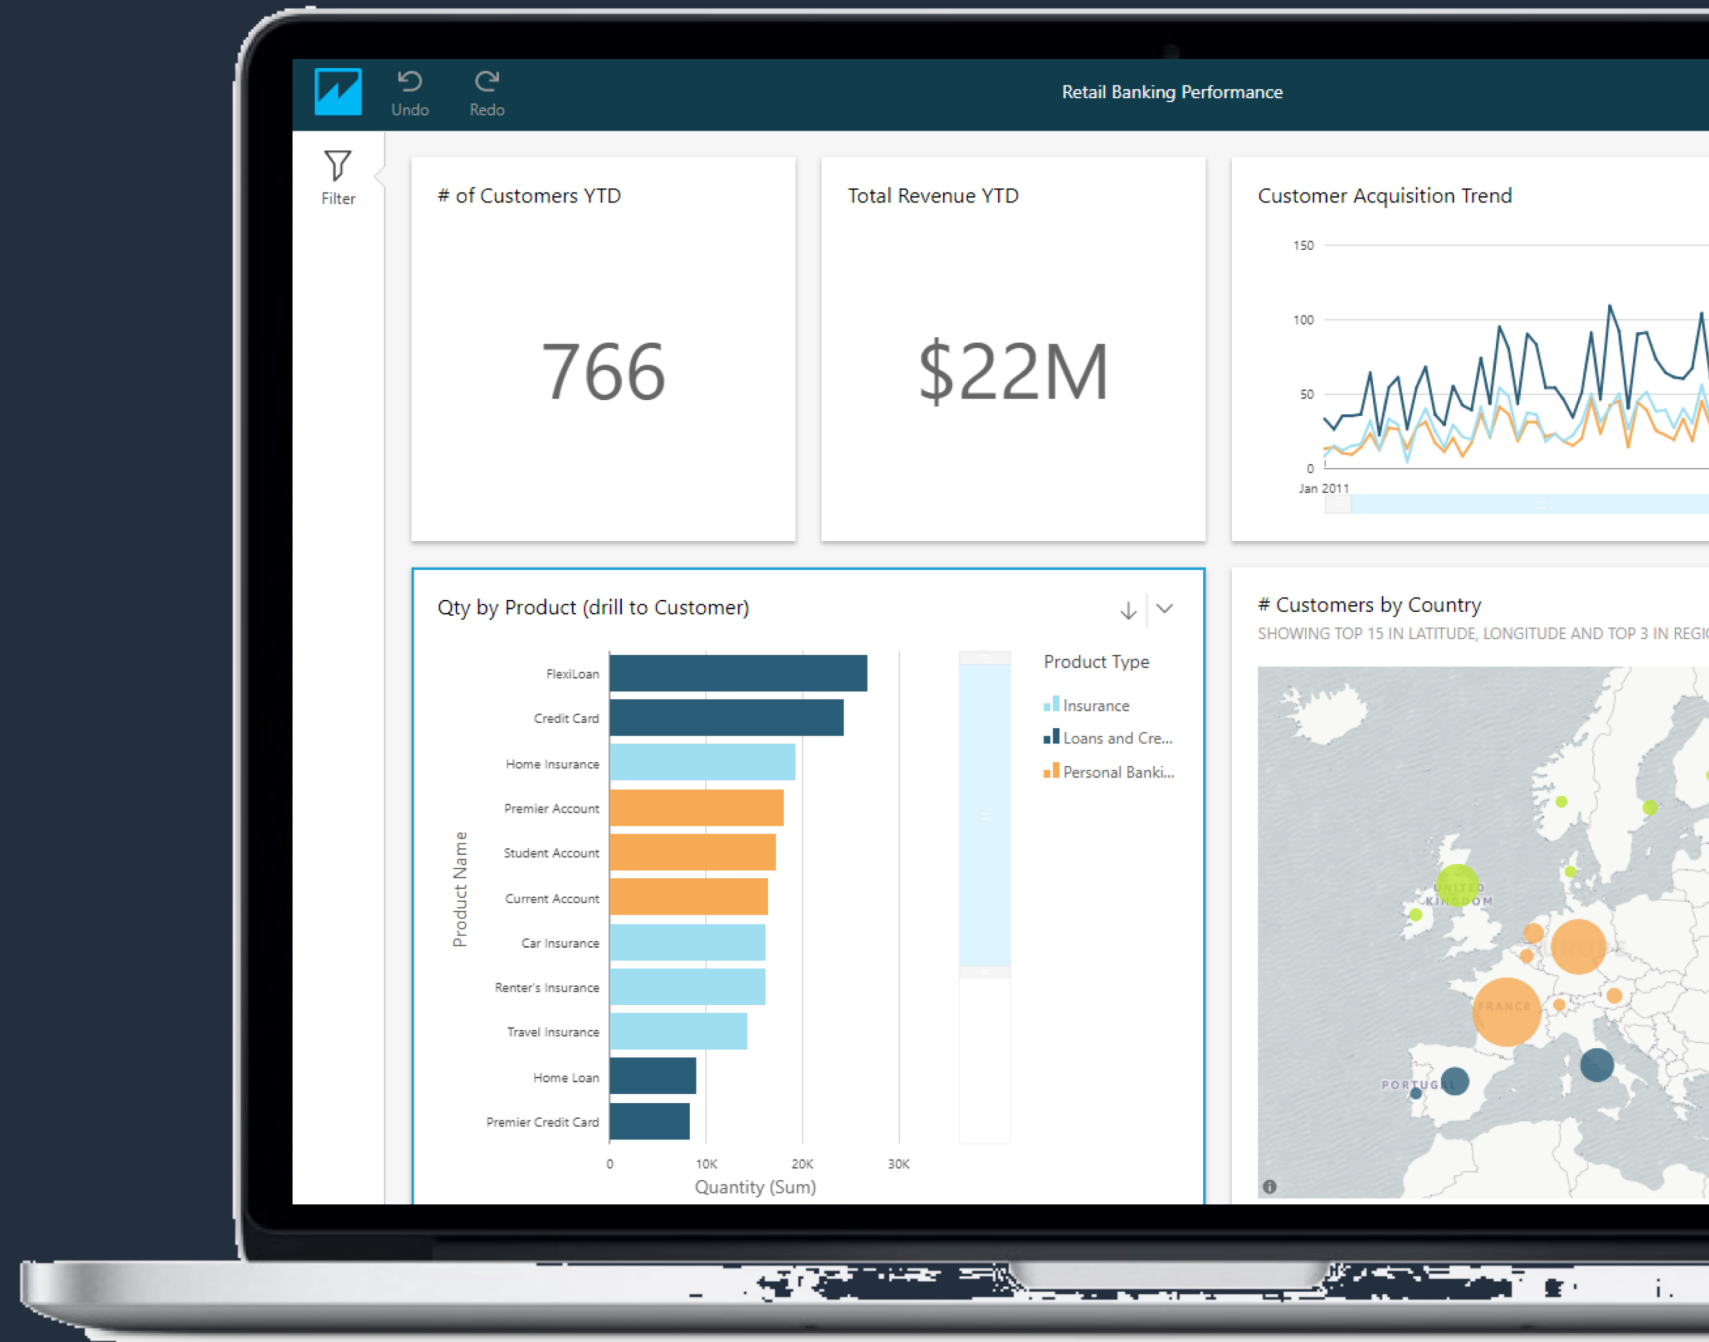 Retail Banking Performance
Undo
Redo
Filter
# of Customers YTD
766
Total Revenue YTD
$22M
Customer Acquisition Trend
150
100
50
0
Jan 2011
Qty by Product (drill to Customer)
Product Name
FlexiLoan
Credit Card
Home Insurance
Premier Account
Student Account
Current Account
Car Insurance
Renter's Insurance
Travel Insurance
Home Loan
Premier Credit Card
0
10K
20K
30K
Quantity (Sum)
Product Type
Insurance
Loans and Cre...
Personal Banki...
# Customers by Country
SHOWING TOP 15 IN LATITUDE, LONGITUDE AND TOP 3 IN REGI
UNITED
KINGDOM
EUROPE
FRANCE
PORTUGAL